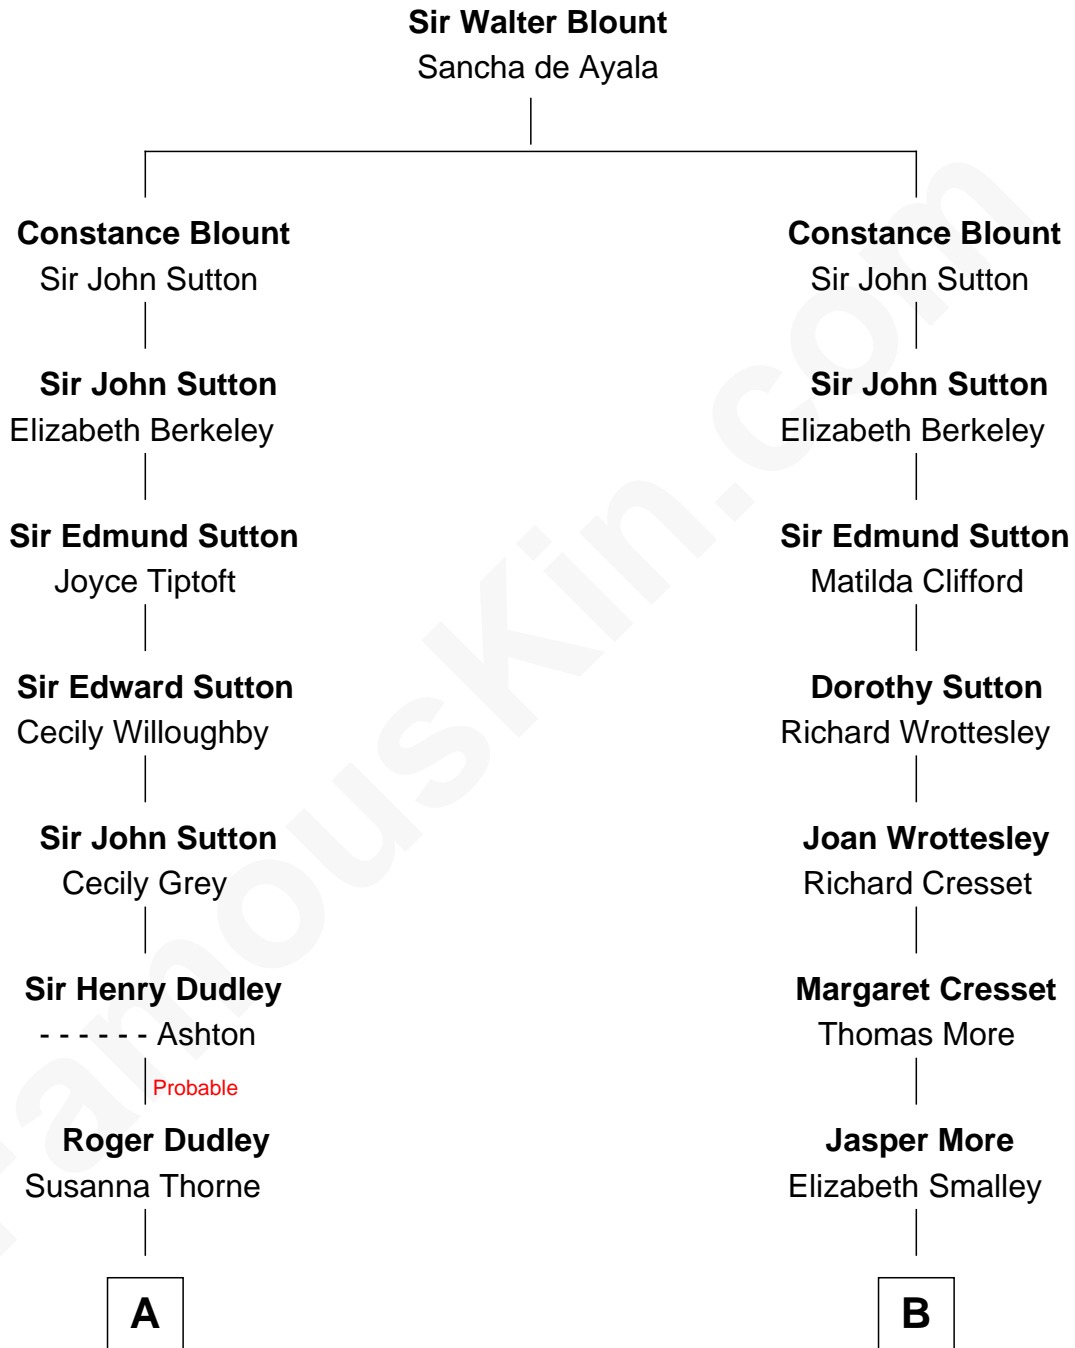 Sir Walter Blount
Sancha de Ayala
Constance Blount
Sir John Sutton
Sir John Sutton
Elizabeth Berkeley
Sir Edmund Sutton
Joyce Tiptoft
Sir Edward Sutton
Cecily Willoughby
Sir John Sutton
Cecily Grey
Sir Henry Dudley
- - - - - - Ashton
Probable
Roger Dudley
Susanna Thorne
A
Constance Blount
Sir John Sutton
Sir John Sutton
Elizabeth Berkeley
Sir Edmund Sutton
Matilda Clifford
Dorothy Sutton
Richard Wrottesley
Joan Wrottesley
Richard Cresset
Margaret Cresset
Thomas More
Jasper More
Elizabeth Smalley
B
FamousKin.com